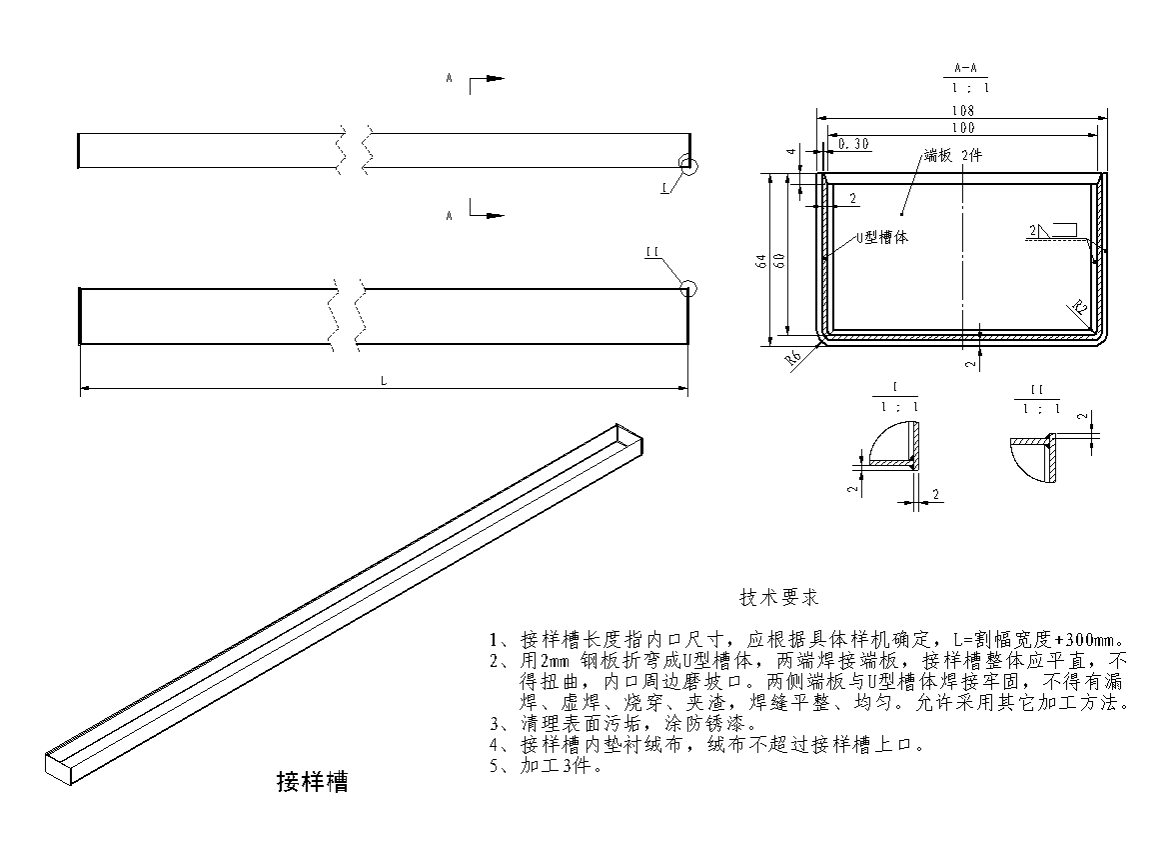 A
A-A
1 : 1
108
100
4
0.30
端板 2件
I
2
A
U型槽体
2
II
64
60
R2
R6
2
L
I
1 : 1
II
1 : 1
2
2
2
技术要求
1、接样槽长度指内口尺寸，应根据具体样机确定，L=割幅宽度+300mm。
2、用2mm 钢板折弯成U型槽体，两端焊接端板，接样槽整体应平直，不
得扭曲，内口周边磨坡口。两侧端板与U型槽体焊接牢固，不得有漏
焊、虚焊、烧穿、夹渣，焊缝平整、均匀。允许采用其它加工方法。
3、清理表面污垢，涂防锈漆。
4、接样槽内垫衬绒布，绒布不超过接样槽上口。
5、加工3件。
接样槽